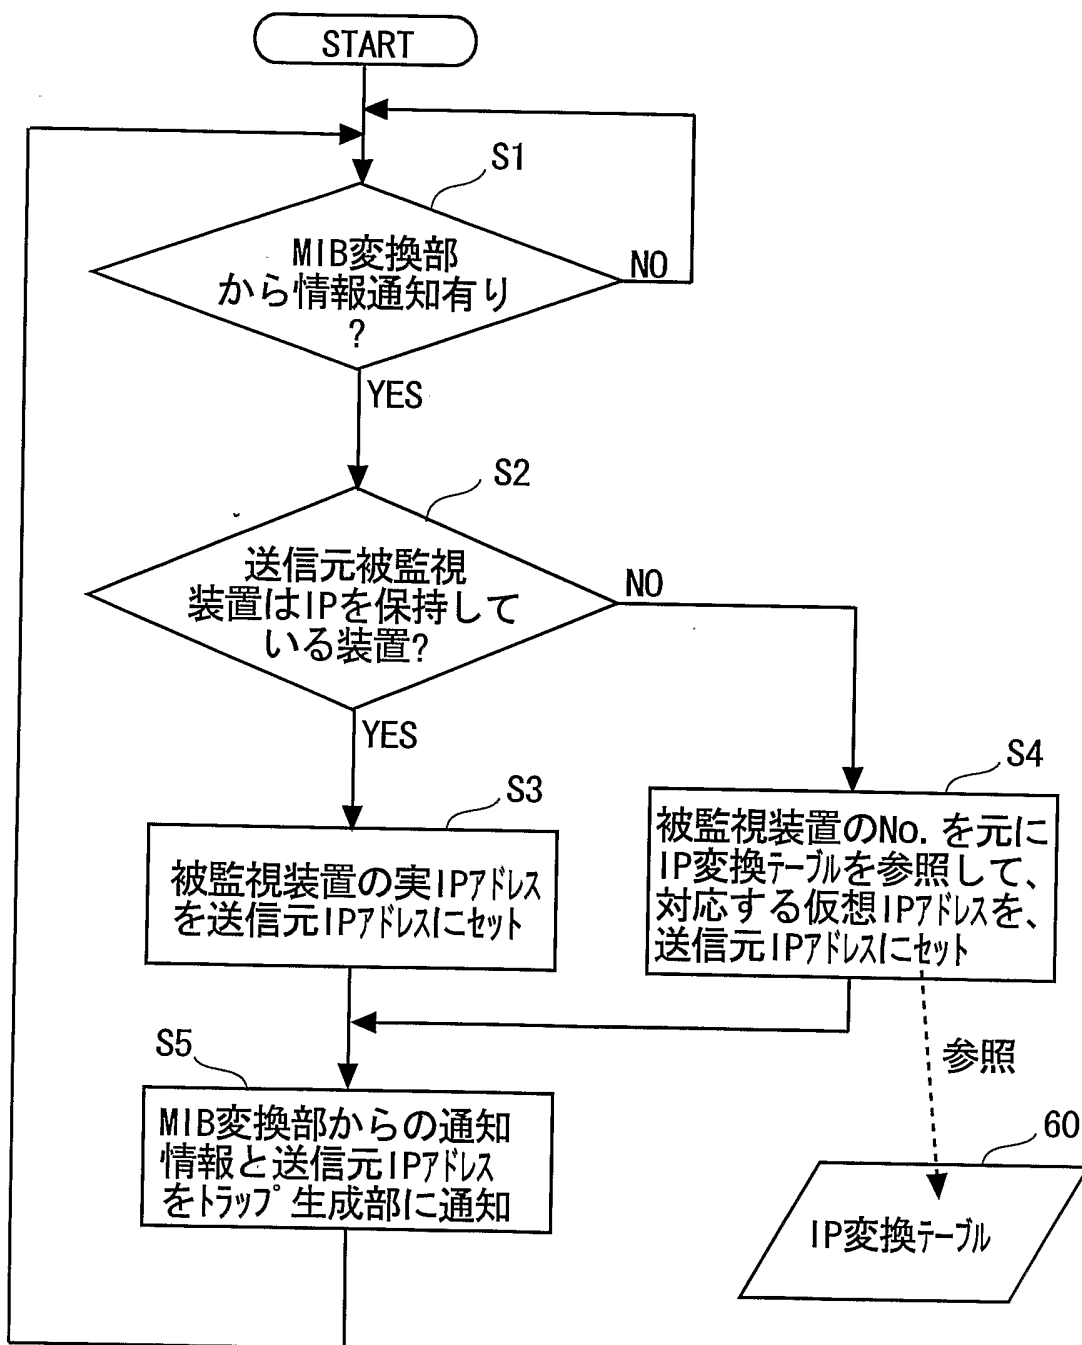 START
S1
MIB変換部
から情報通知有り
?
NO
YES
S2
送信元被監視
装置はIPを保持して
いる装置?
NO
YES
S3
被監視装置の実IPアドレス
を送信元IPアドレスにセット
S4
被監視装置のNo.を元に
IP変換テーブルを参照して、
対応する仮想IPアドレスを、
送信元IPアドレスにセット
参照
S5
MIB変換部からの通知
情報と送信元IPアドレス
をトラップ生成部に通知
60
IP変換テーブル